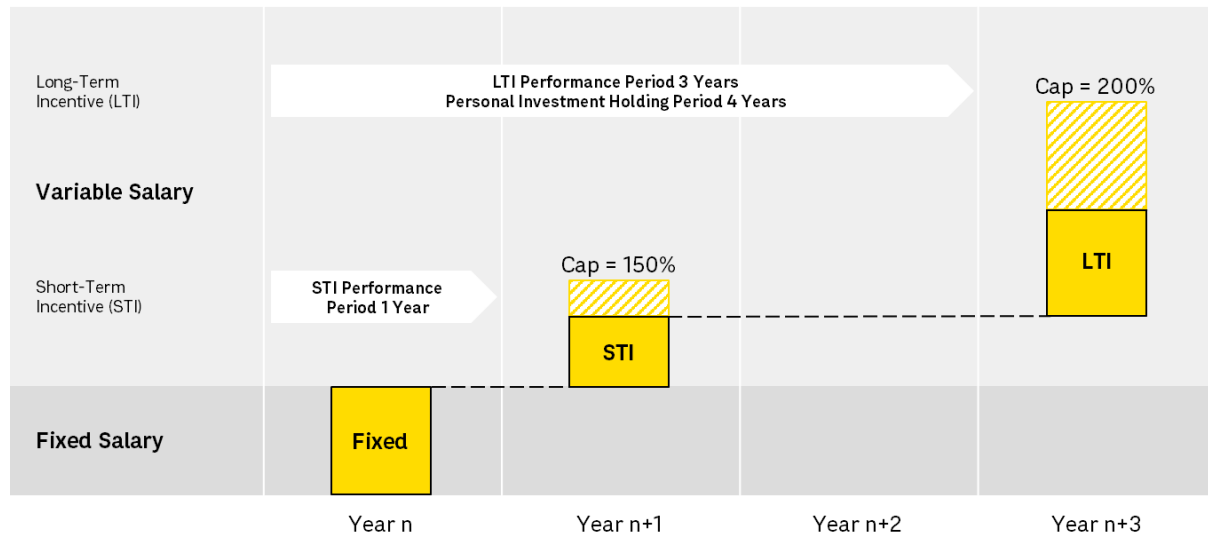 Long-Term
Incentive (LTI)
LTI Performance Period 3 Years
Personal Investment Holding Period 4 Years
Cap = 200%
Variable Salary
LTI
Short-Term
Incentive (STI)
STI Performance
Period 1 Year
Cap = 150%
STI
Fixed Salary
Fixed
Year n
Year n+1
Year n+2
Year n+3